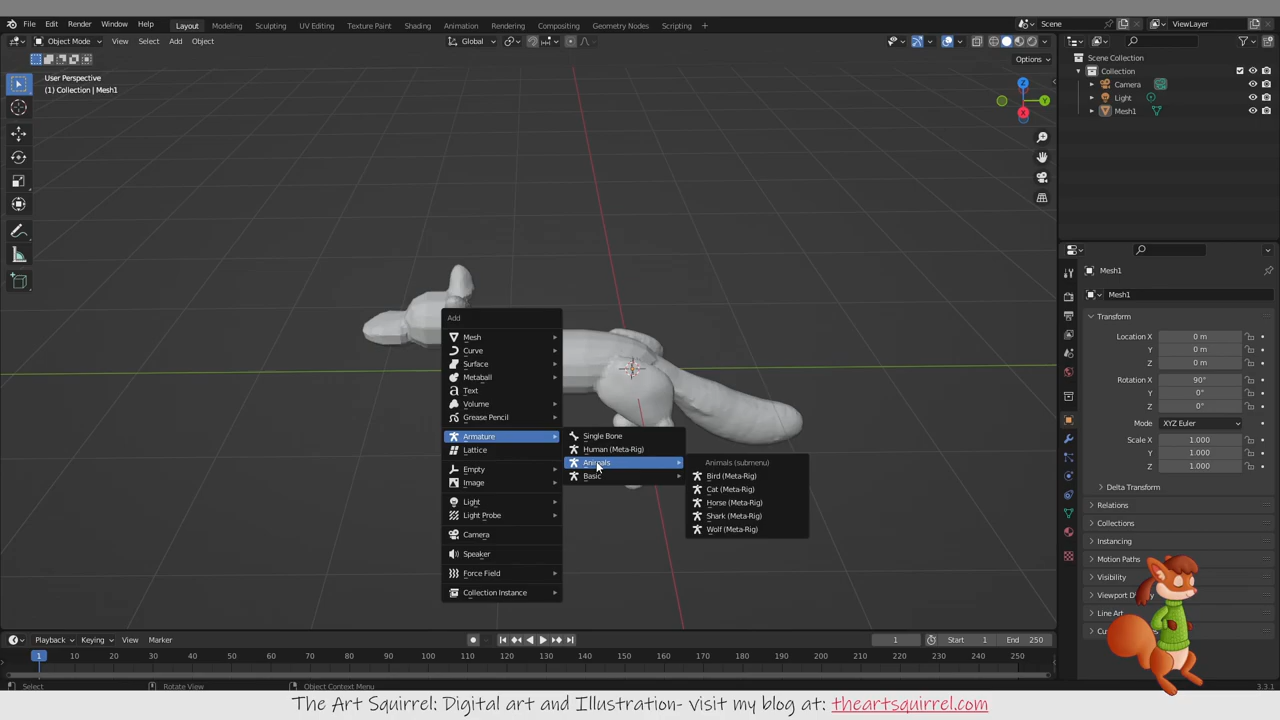 File Edit Render Window Help Layout Modeling Sculpting UV Editing Texture Paint Shading Animation Rendering Compositing Geometry Nodes Scripting + Scene ViewLayer
Object Mode View Select Add Object Global
Options
User Perspective
(1) Collection | Mesh1
Scene Collection
Collection
Camera
Light
Mesh1
X
Y
Z
Add
Mesh
Curve
Surface
Metaball
Text
Volume
Grease Pencil
Armature
Lattice
Empty
Image
Light
Light Probe
Camera
Speaker
Force Field
Collection Instance
Single Bone
Human (Meta-Rig)
Animals
Basic
Animals (submenu)
Bird (Meta-Rig)
Cat (Meta-Rig)
Horse (Meta-Rig)
Shark (Meta-Rig)
Wolf (Meta-Rig)
Mesh1
Mesh1
Transform
Location X 0 m
Y 0 m
Z 0 m
Rotation X 90°
Y 0°
Z 0°
Mode XYZ Euler
Scale X 1.000
Y 1.000
Z 1.000
Delta Transform
Relations
Collections
Instancing
Motion Paths
Visibility
Viewport
Line Art
Playback Keying View Marker 1 Start 1 End 250
1 10 20 30 40 50 60 70 80 90 100 110 120 130 140 150 160 170 180 190 200 210 220 230 240 250
Select Rotate View Object Context Menu 3.3.1
The Art Squirrel: Digital art and Illustration- visit my blog at: theartsquirrel.com